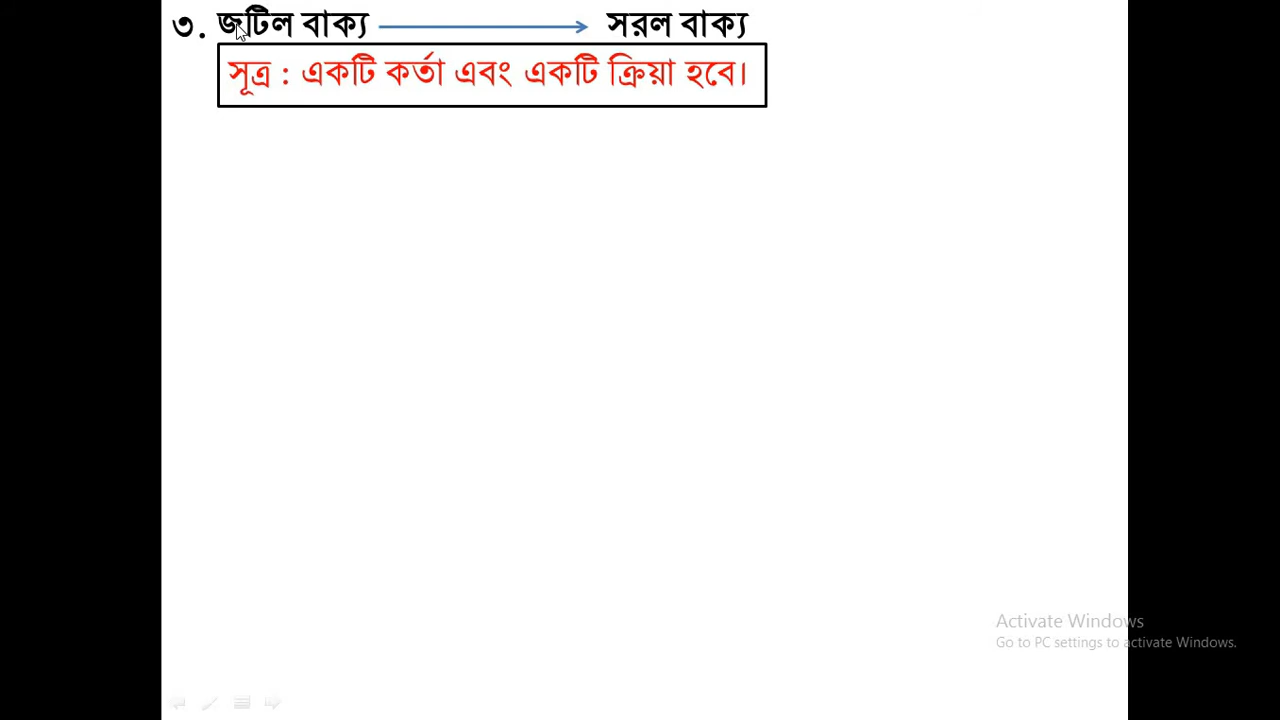 ৩. জটিল বাক্য সরল বাক্য
সূত্র : একটি কর্তা এবং একটি ক্রিয়া হবে।
Activate Windows
Go to PC settings to activate Windows.